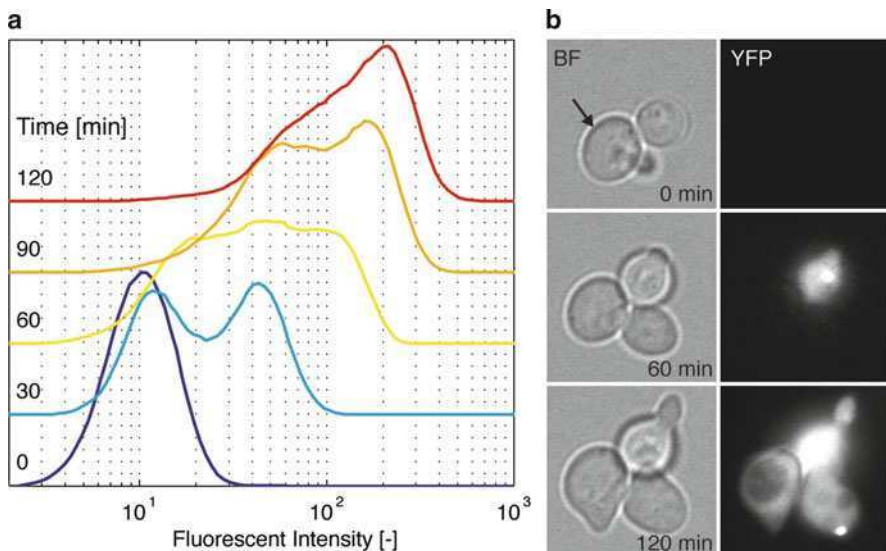 a
Time [min]
120
90
60
30
0
10¹ 10² 10³
Fluorescent Intensity [-]
b
BF YFP
0 min
60 min
120 min